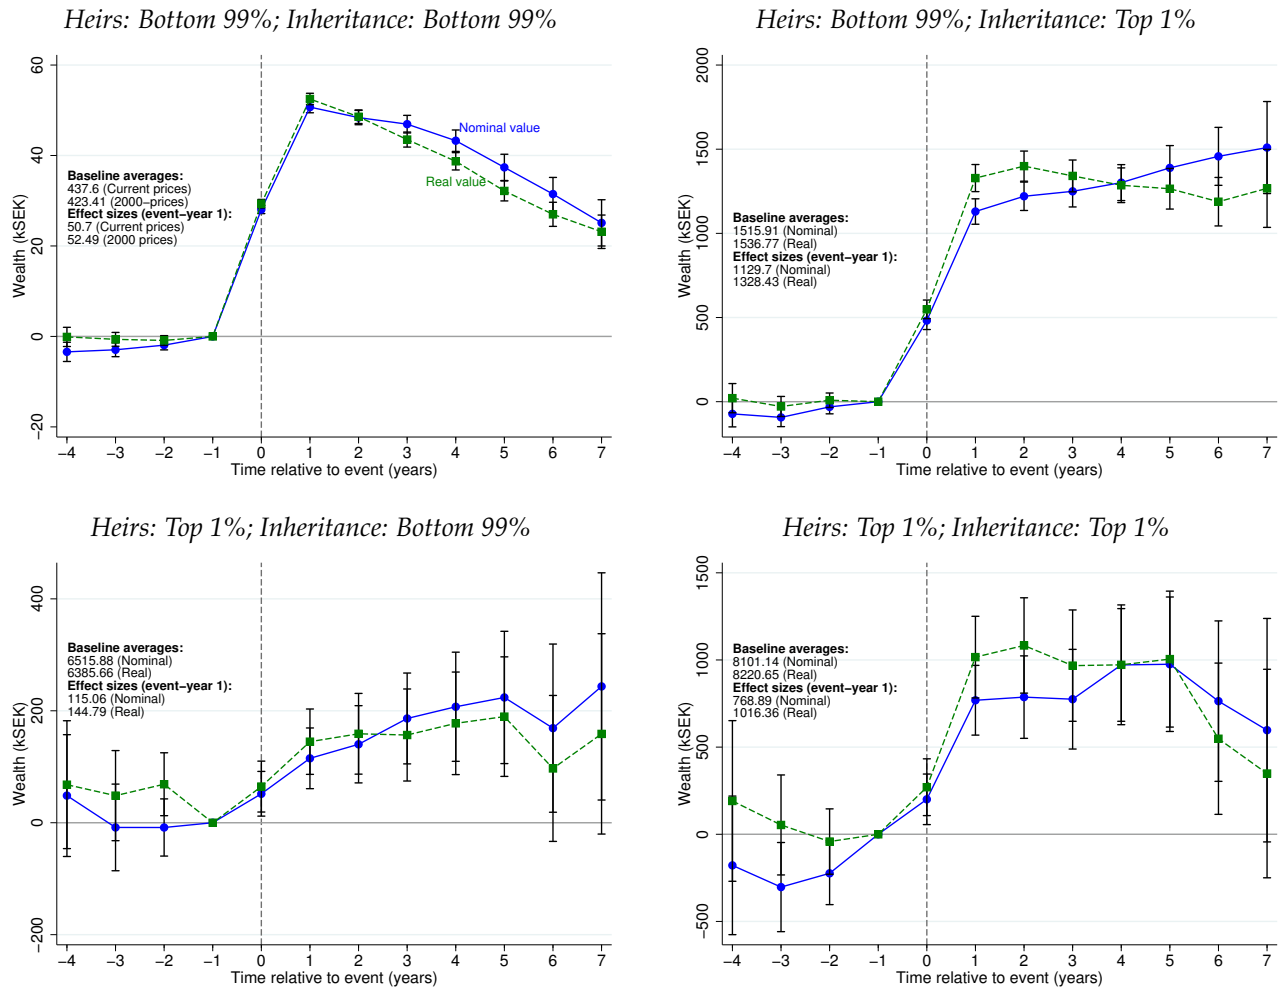 Heirs: Bottom 99%; Inheritance: Bottom 99%
Wealth (kSEK)
60
40
20
0
−20
Baseline averages:
437.6 (Current prices)
423.41 (2000−prices)
Effect sizes (event−year 1):
50.7 (Current prices)
52.49 (2000 prices)
Nominal value
Real value
−4 −3 −2 −1 0 1 2 3 4 5 6 7
Time relative to event (years)
Heirs: Bottom 99%; Inheritance: Top 1%
Wealth (kSEK)
2000
1500
1000
500
0
Baseline averages:
1515.91 (Nominal)
1536.77 (Real)
Effect sizes (event−year 1):
1129.7 (Nominal)
1328.43 (Real)
−4 −3 −2 −1 0 1 2 3 4 5 6 7
Time relative to event (years)
Heirs: Top 1%; Inheritance: Bottom 99%
Wealth (kSEK)
400
200
0
−200
Baseline averages:
6515.88 (Nominal)
6385.66 (Real)
Effect sizes (event−year 1):
115.06 (Nominal)
144.79 (Real)
−4 −3 −2 −1 0 1 2 3 4 5 6 7
Time relative to event (years)
Heirs: Top 1%; Inheritance: Top 1%
Wealth (kSEK)
1500
1000
500
0
−500
Baseline averages:
8101.14 (Nominal)
8220.65 (Real)
Effect sizes (event−year 1):
768.89 (Nominal)
1016.36 (Real)
−4 −3 −2 −1 0 1 2 3 4 5 6 7
Time relative to event (years)